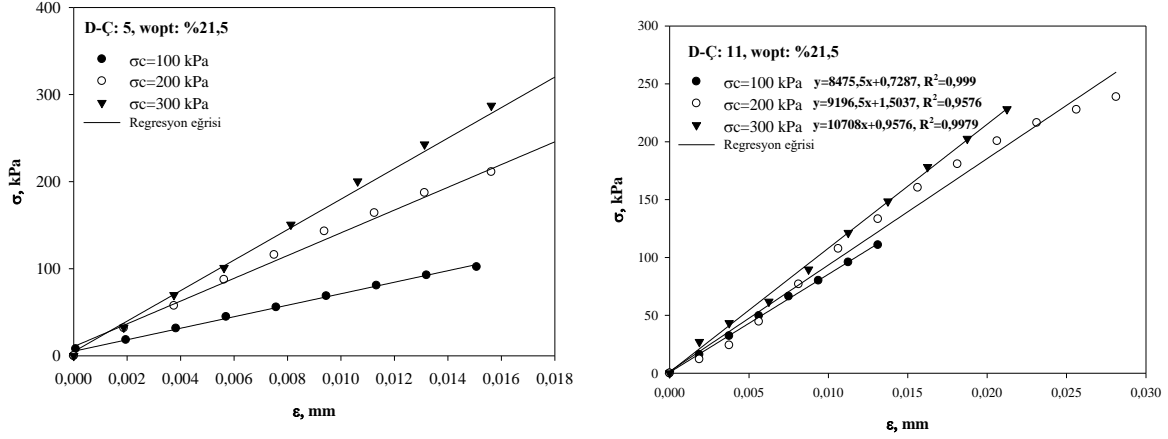 D-Ç: 5, wopt: %21,5
σc=100 kPa
σc=200 kPa
σc=300 kPa
Regresyon eğrisi
400
300
200
100
0
σ, kPa
0,000 0,002 0,004 0,006 0,008 0,010 0,012 0,014 0,016 0,018
ε, mm
D-Ç: 11, wopt: %21,5
σc=100 kPa y=8475,5x+0,7287, R²=0,999
σc=200 kPa y=9196,5x+1,5037, R²=0,9576
σc=300 kPa y=10708x+0,9576, R²=0,9979
Regresyon eğrisi
300
250
200
150
100
50
0
σ, kPa
0,000 0,005 0,010 0,015 0,020 0,025 0,030
ε, mm